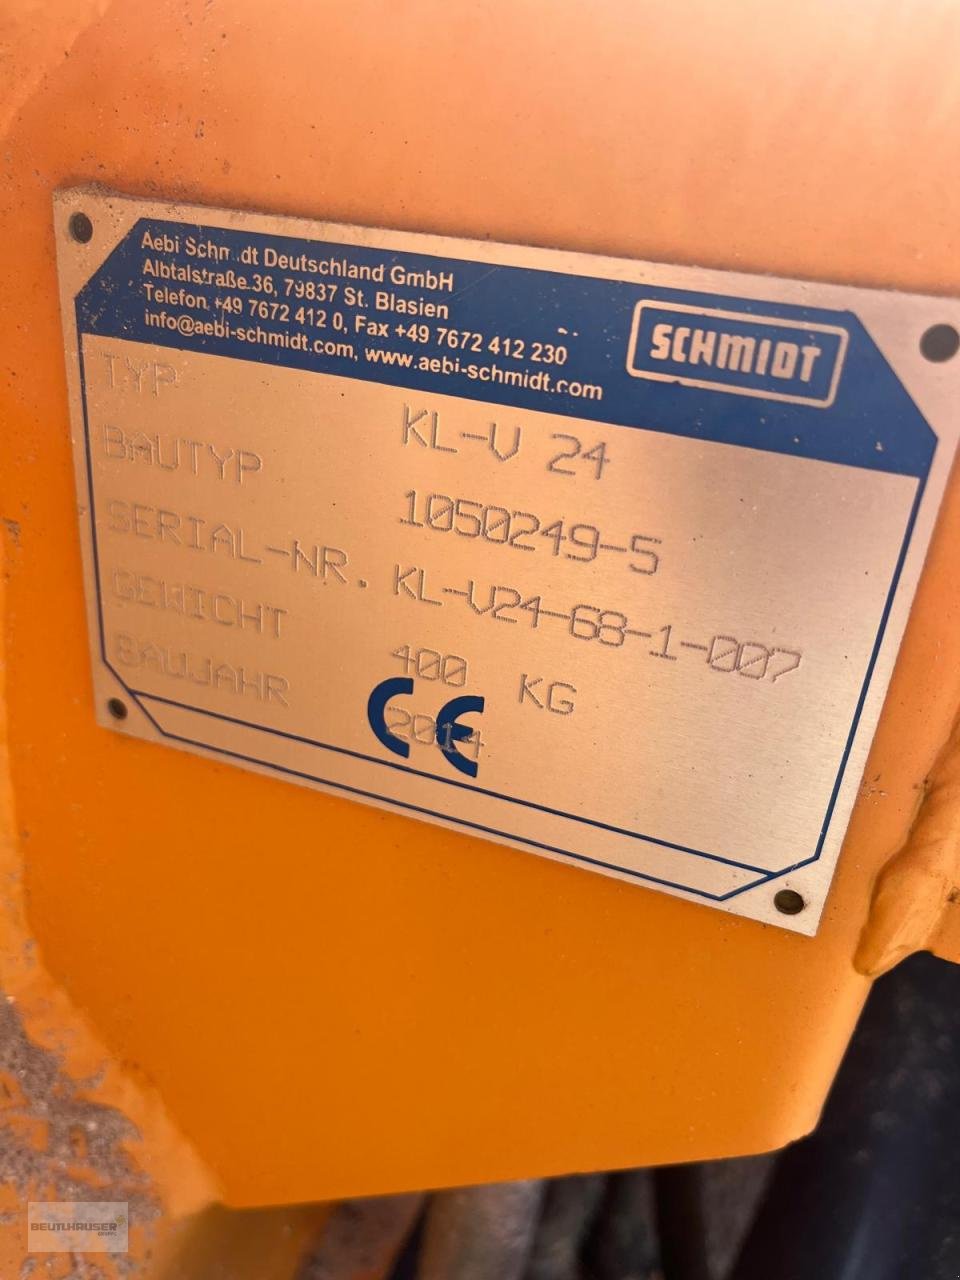 Aebi Schmidt Deutschland GmbH
Albtalstraße 36, 79837 St. Blasien
Telefon +49 7672 412 0, Fax +49 7672 412 230
info@aebi-schmidt.com, www.aebi-schmidt.com
SCHMIDT
TYP KL-V 24
BAUTYP 1050249-5
SERIAL-NR. KL-V24-68-1-007
GEWICHT 400 KG
BAUJAHR 2014
CE
BEUTLHAUSER
GRUPPE